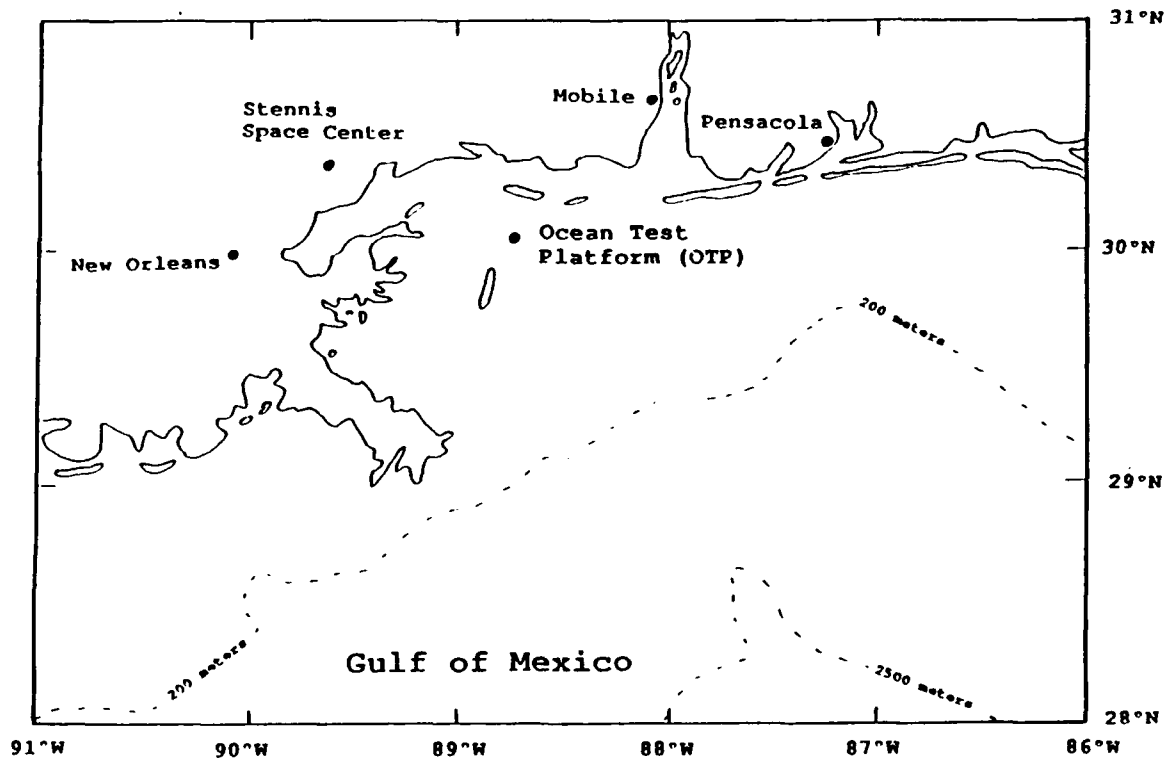 31°N
Stennis
Space Center
Mobile
Pensacola
Ocean Test
Platform (OTP)
New Orleans
30°N
200 meters
29°N
Gulf of Mexico
200 meters
2500 meters
28°N
91°W
90°W
89°W
88°W
87°W
86°W